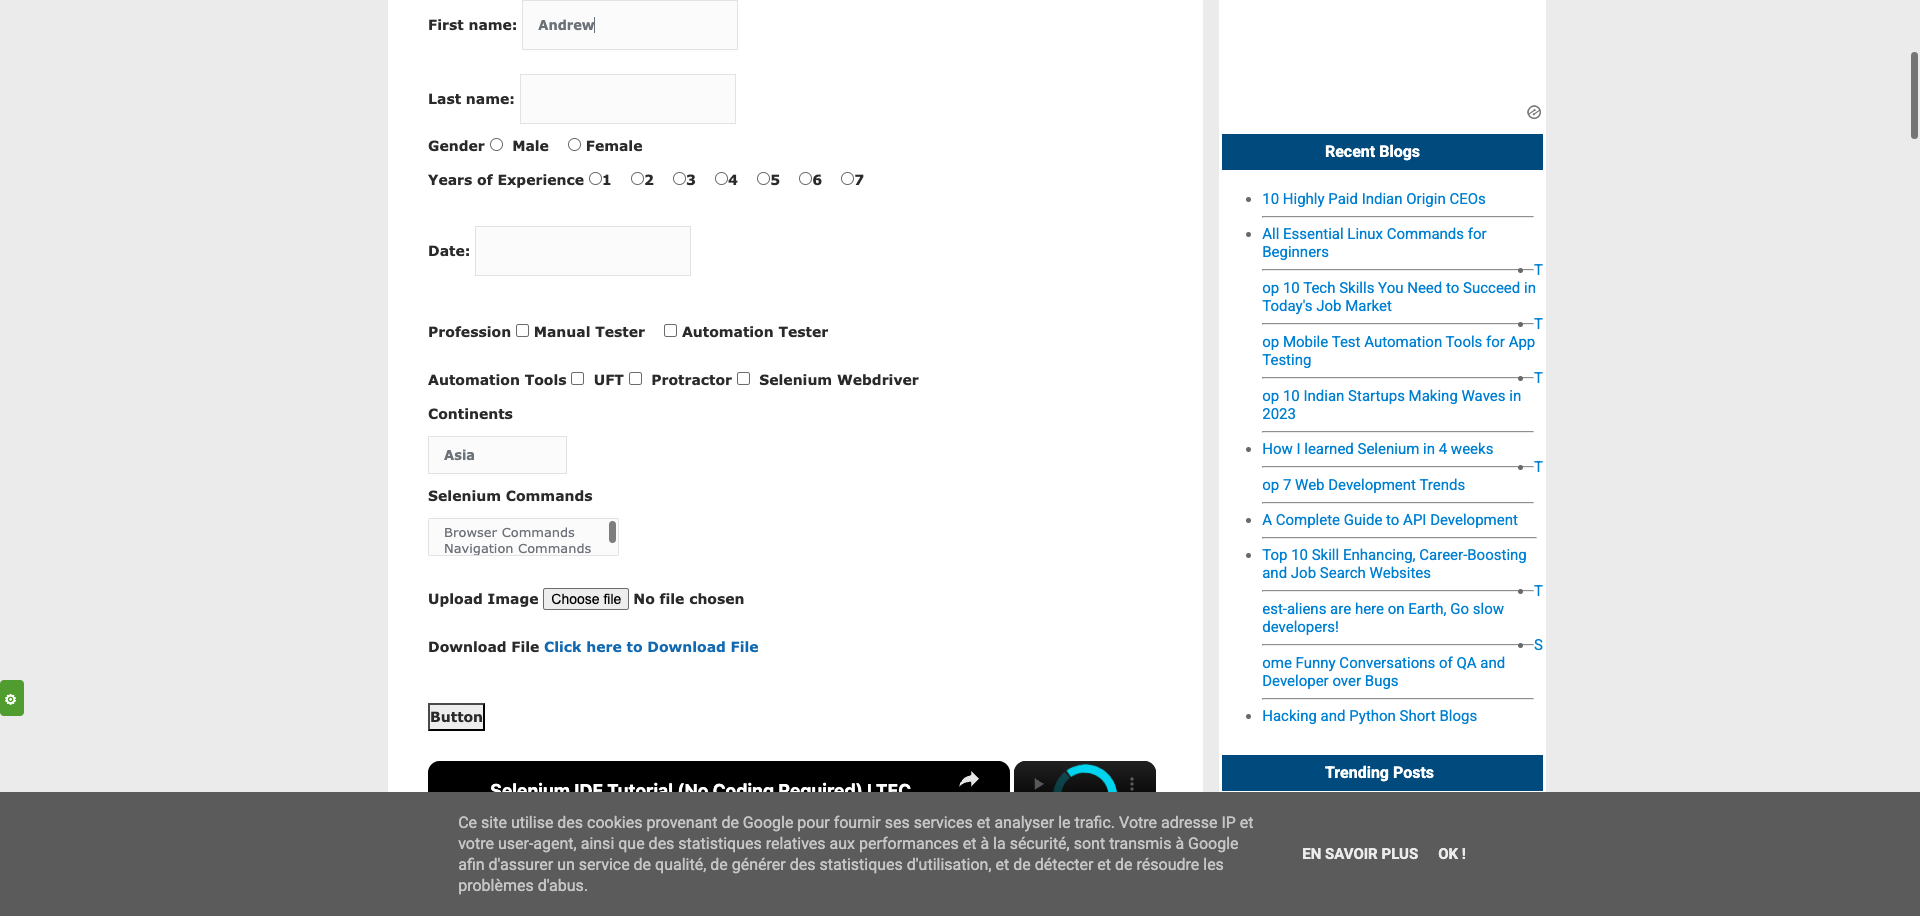 First name: Andrew
Last name:
Gender Male Female
Years of Experience 1 2 3 4 5 6 7
Date:
Profession Manual Tester Automation Tester
Automation Tools UFT Protractor Selenium Webdriver
Continents
Asia
Selenium Commands
Browser Commands
Navigation Commands
Upload Image Choose file No file chosen
Download File Click here to Download File
Button
Selenium IDE Tutorial (No Coding Required) | TEC
Recent Blogs
10 Highly Paid Indian Origin CEOs
All Essential Linux Commands for
Beginners
T
op 10 Tech Skills You Need to Succeed in
Today's Job Market
T
op Mobile Test Automation Tools for App
Testing
T
op 10 Indian Startups Making Waves in
2023
How I learned Selenium in 4 weeks
T
op 7 Web Development Trends
A Complete Guide to API Development
Top 10 Skill Enhancing, Career-Boosting
and Job Search Websites
T
est-aliens are here on Earth, Go slow
developers!
S
ome Funny Conversations of QA and
Developer over Bugs
Hacking and Python Short Blogs
Trending Posts
Ce site utilise des cookies provenant de Google pour fournir ses services et analyser le trafic. Votre adresse IP et
votre user-agent, ainsi que des statistiques relatives aux performances et à la sécurité, sont transmis à Google
afin d'assurer un service de qualité, de générer des statistiques d'utilisation, et de détecter et de résoudre les
problèmes d'abus.
EN SAVOIR PLUS OK !